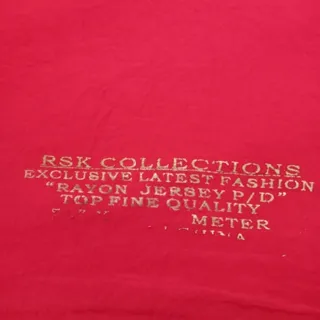 RSK COLLECTIONS
EXCLUSIVE LATEST FASHION
"RAYON JERSEY P/D"
TOP FINE QUALITY
METER